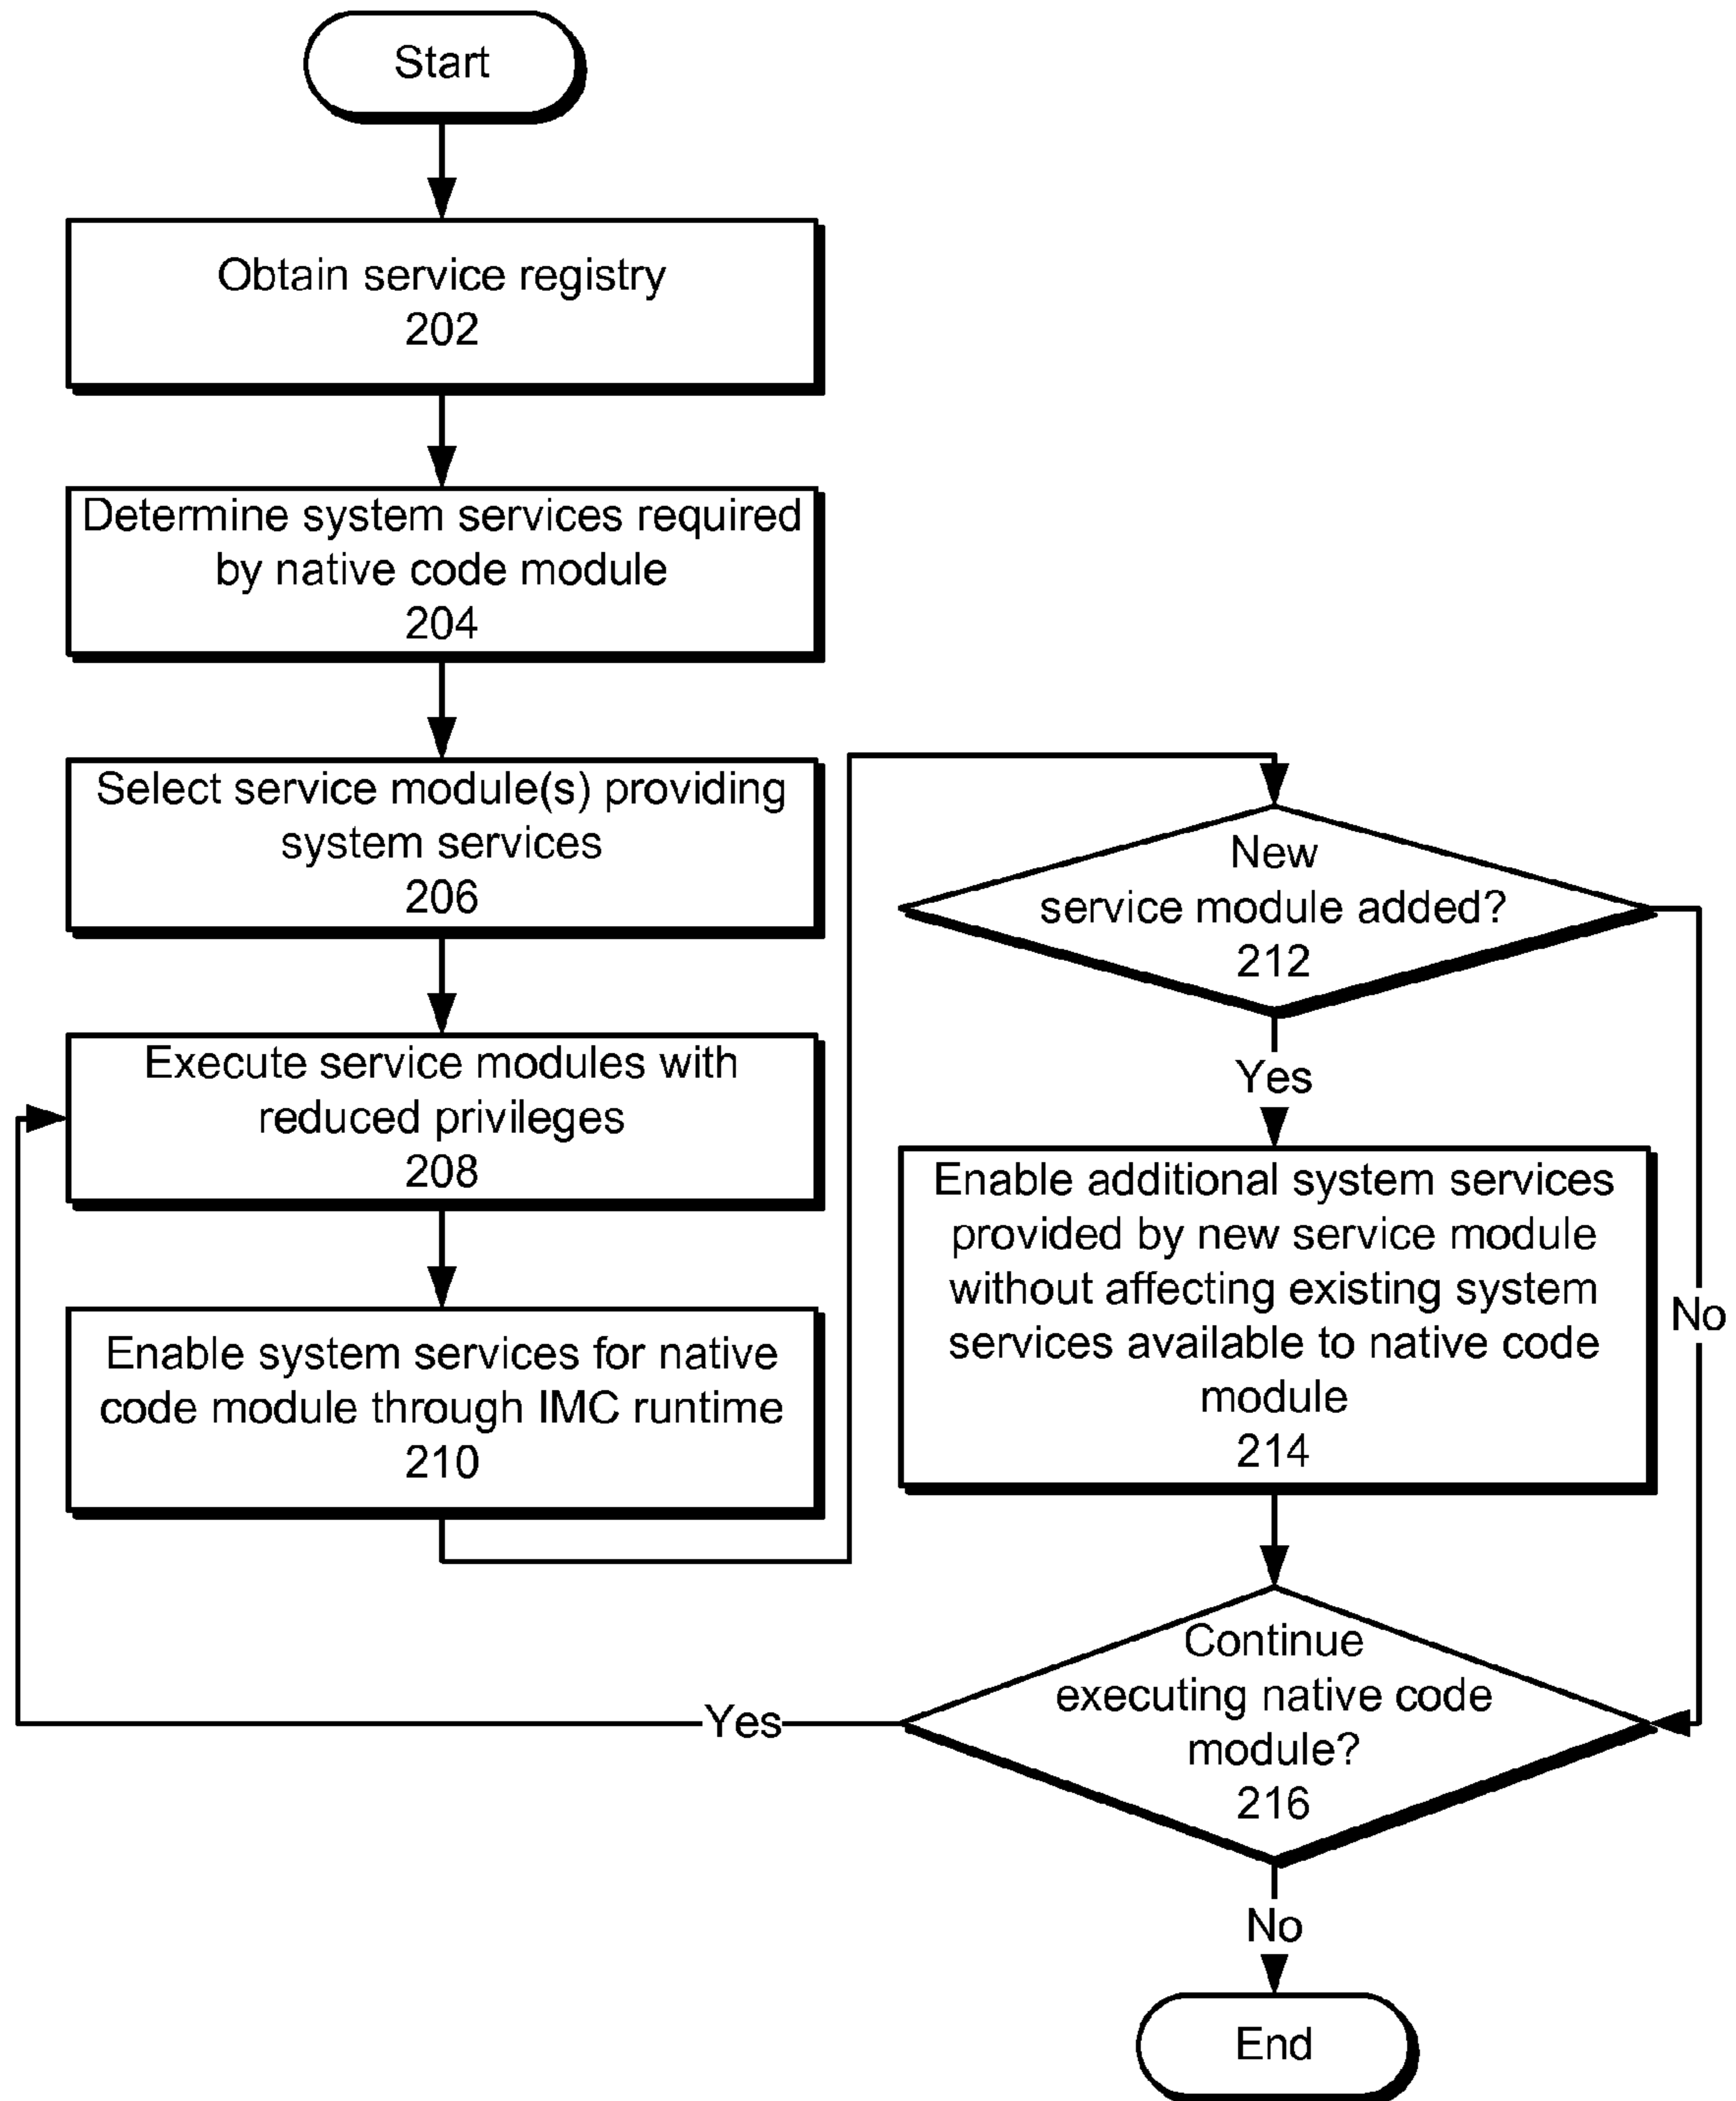 Start
Obtain service registry
202
Determine system services required
by native code module
204
Select service module(s) providing
system services
206
Execute service modules with
reduced privileges
208
Enable system services for native
code module through IMC runtime
210
New
service module added?
212
Yes
No
Enable additional system services
provided by new service module
without affecting existing system
services available to native code
module
214
Continue
executing native code
module?
216
Yes
No
End